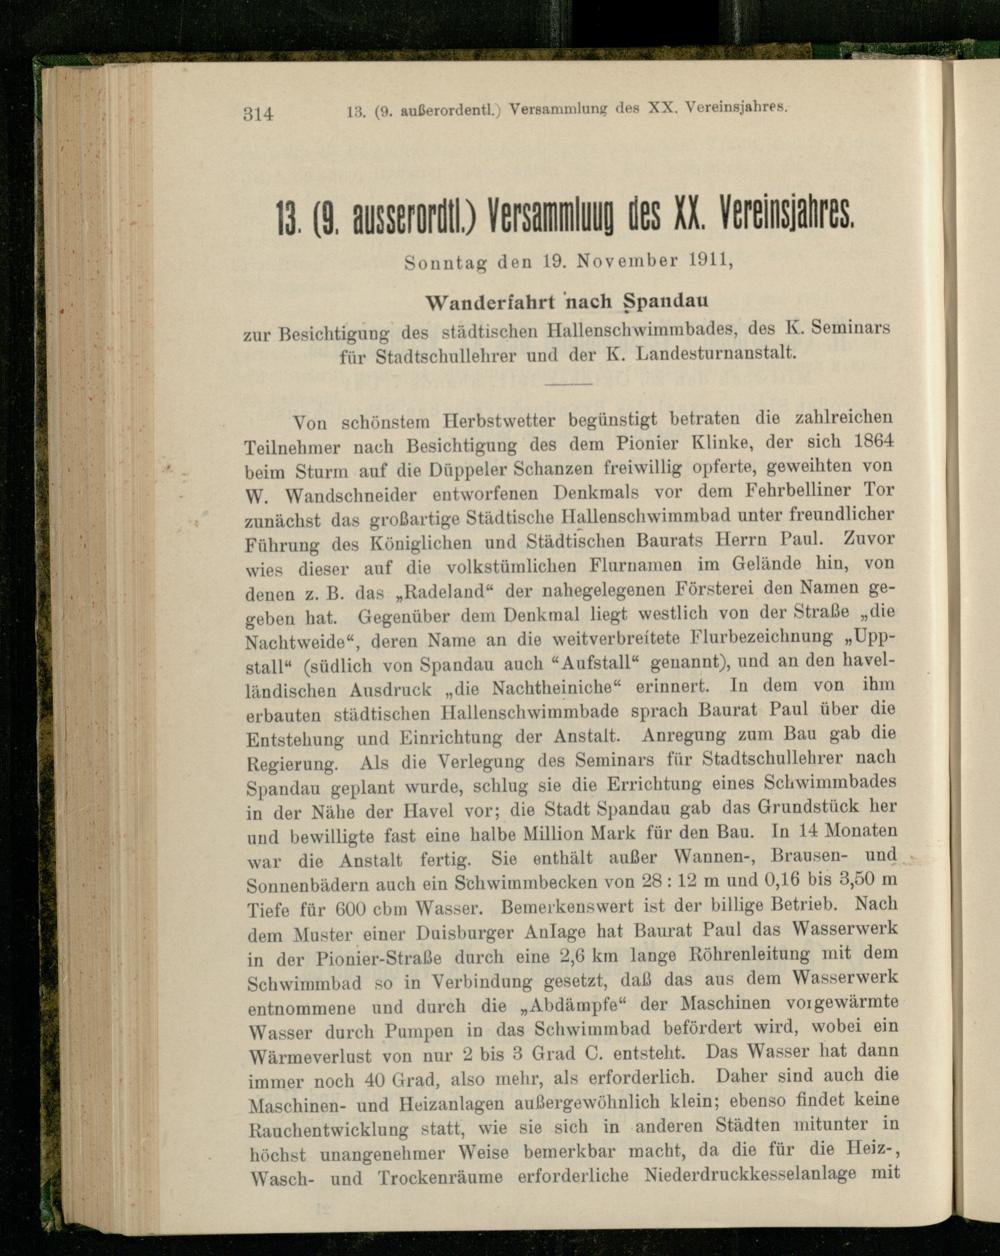 314 13. (9. außerordentl.) Versammlung des XX. Vereinsjahres.
13. (9. ausserordtl.) Versammluug des XX. Vereinsjahres.
Sonntag den 19. November 1911,
Wanderfahrt nach Spandau
zur Besichtigung des städtischen Hallenschwimmbades, des K. Seminars
für Stadtschullehrer und der K. Landesturnanstalt.
Von schönstem Herbstwetter begünstigt betraten die zahlreichen
Teilnehmer nach Besichtigung des dem Pionier Klinke, der sich 1864
beim Sturm auf die Düppeler Schanzen freiwillig opferte, geweihten von
W. Wandschneider entworfenen Denkmals vor dem Fehrbelliner Tor
zunächst das großartige Städtische Hallenschwimmbad unter freundlicher
Führung des Königlichen und Städtischen Baurats Herrn Paul. Zuvor
wies dieser auf die volkstümlichen Flurnamen im Gelände hin, von
denen z. B. das „Radeland“ der nahegelegenen Försterei den Namen ge-
geben hat. Gegenüber dem Denkmal liegt westlich von der Straße „die
Nachtweide“, deren Name an die weitverbreitete Flurbezeichnung „Upp-
stall“ (südlich von Spandau auch “Aufstall“ genannt), und an den havel-
ländischen Ausdruck „die Nachtheiniche“ erinnert. In dem von ihm
erbauten städtischen Hallenschwimmbade sprach Baurat Paul über die
Entstehung und Einrichtung der Anstalt. Anregung zum Bau gab die
Regierung. Als die Verlegung des Seminars für Stadtschullehrer nach
Spandau geplant wurde, schlug sie die Errichtung eines Schwimmbades
in der Nähe der Havel vor; die Stadt Spandau gab das Grundstück her
und bewilligte fast eine halbe Million Mark für den Bau. In 14 Monaten
war die Anstalt fertig. Sie enthält außer Wannen-, Brausen- und
Sonnenbädern auch ein Schwimmbecken von 28 : 12 m und 0,16 bis 3,50 m
Tiefe für 600 cbm Wasser. Bemerkenswert ist der billige Betrieb. Nach
dem Muster einer Duisburger Anlage hat Baurat Paul das Wasserwerk
in der Pionier-Straße durch eine 2,6 km lange Röhrenleitung mit dem
Schwimmbad so in Verbindung gesetzt, daß das aus dem Wasserwerk
entnommene und durch die „Abdämpfe“ der Maschinen vorgewärmte
Wasser durch Pumpen in das Schwimmbad befördert wird, wobei ein
Wärmeverlust von nur 2 bis 3 Grad C. entsteht. Das Wasser hat dann
immer noch 40 Grad, also mehr, als erforderlich. Daher sind auch die
Maschinen- und Heizanlagen außergewöhnlich klein; ebenso findet keine
Rauchentwicklung statt, wie sie sich in anderen Städten mitunter in
höchst unangenehmer Weise bemerkbar macht, da die für die Heiz-,
Wasch- und Trockenräume erforderliche Niederdruckkesselanlage mit